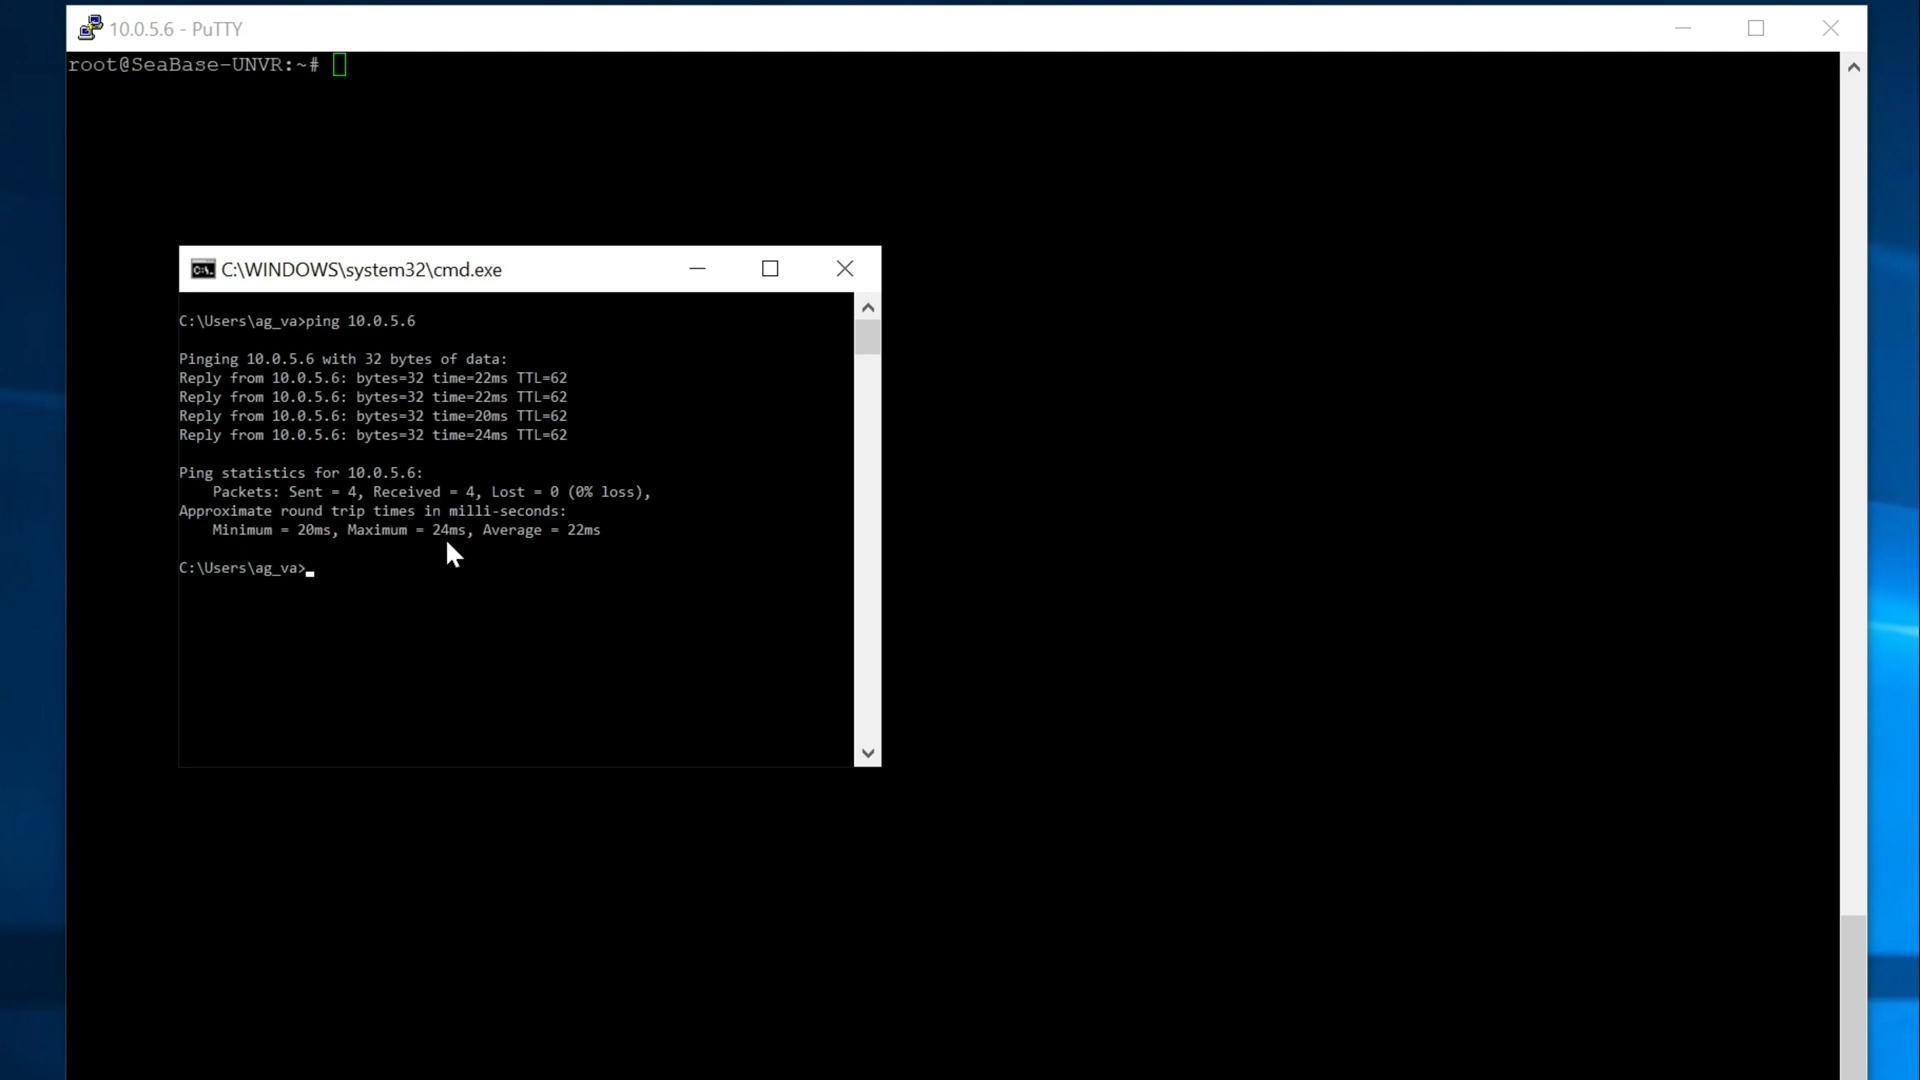 10.0.5.6 - PuTTY
root@SeaBase-UNVR:~#
C:\WINDOWS\system32\cmd.exe
C:\Users\ag_va>ping 10.0.5.6
Pinging 10.0.5.6 with 32 bytes of data:
Reply from 10.0.5.6: bytes=32 time=22ms TTL=62
Reply from 10.0.5.6: bytes=32 time=22ms TTL=62
Reply from 10.0.5.6: bytes=32 time=20ms TTL=62
Reply from 10.0.5.6: bytes=32 time=24ms TTL=62
Ping statistics for 10.0.5.6:
    Packets: Sent = 4, Received = 4, Lost = 0 (0% loss),
Approximate round trip times in milli-seconds:
    Minimum = 20ms, Maximum = 24ms, Average = 22ms
C:\Users\ag_va>